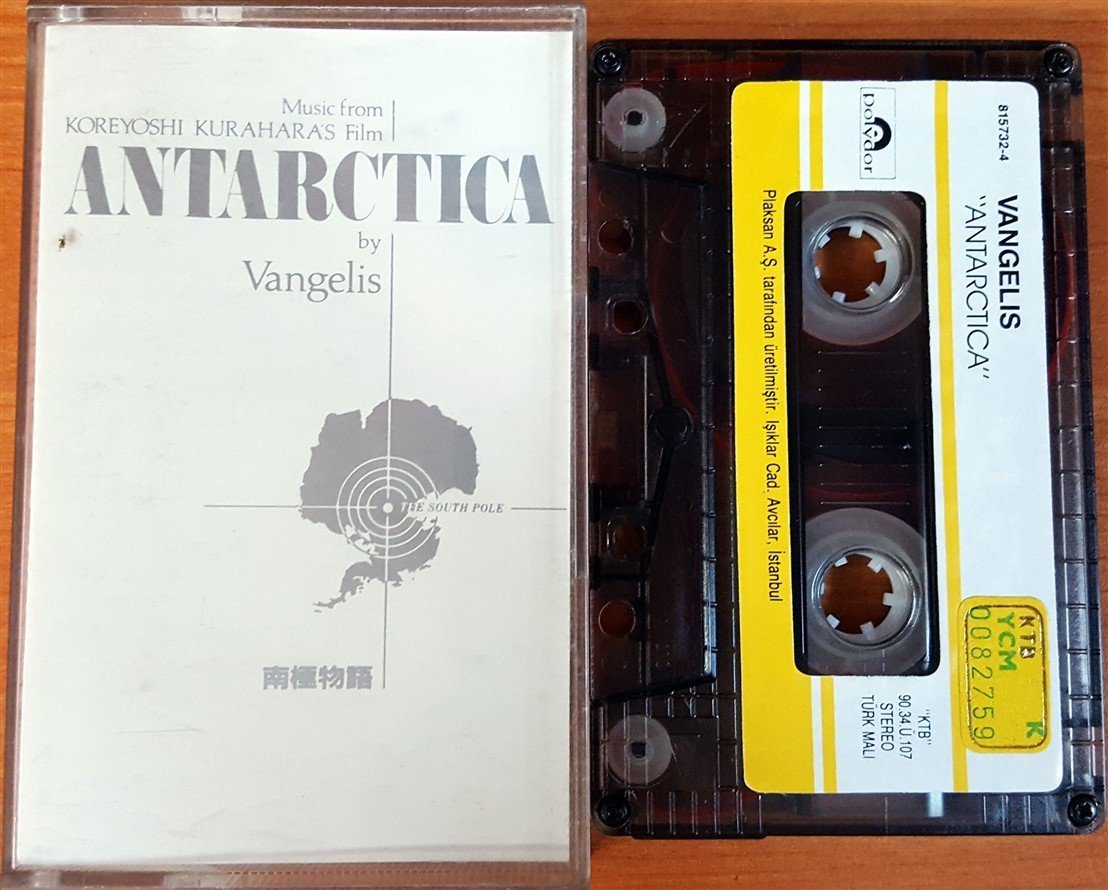 Music from
KOREYOSHI KURAHARA'S Film
ANTARCTICA
by
Vangelis
THE SOUTH POLE
南極物語
polydor
815732-4
VANGELIS
"ANTARCTICA"
Plaksan A.Ş. tarafından üretilmiştir. Işıklar Cad. Avcılar, İstanbul
"KTB"
90.34.Ü.107
STEREO
TÜRK MALI
KTB K
YCM
0082759